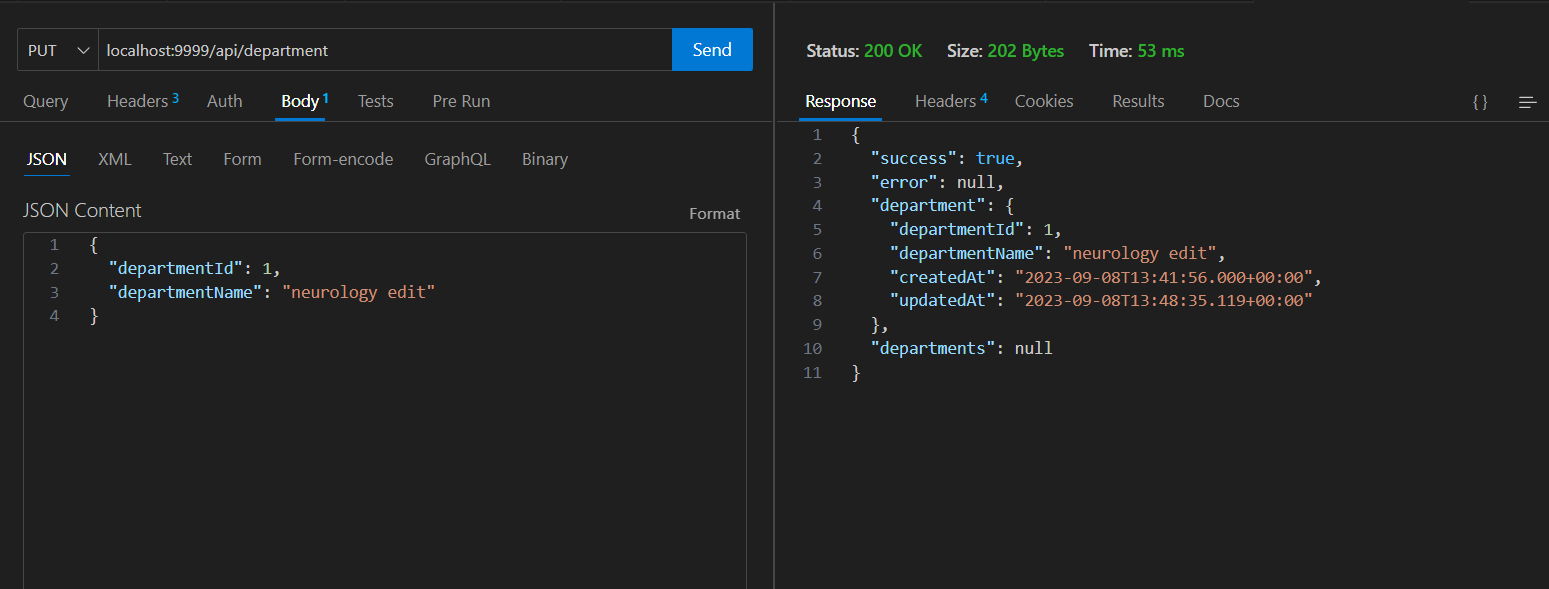 PUT localhost:9999/api/department Send
Query Headers 3 Auth Body 1 Tests Pre Run
JSON XML Text Form Form-encode GraphQL Binary
JSON Content Format
1 {
2 "departmentId": 1,
3 "departmentName": "neurology edit"
4 }
Status: 200 OK Size: 202 Bytes Time: 53 ms
Response Headers 4 Cookies Results Docs { }
1 {
2 "success": true,
3 "error": null,
4 "department": {
5 "departmentId": 1,
6 "departmentName": "neurology edit",
7 "createdAt": "2023-09-08T13:41:56.000+00:00",
8 "updatedAt": "2023-09-08T13:48:35.119+00:00"
9 },
10 "departments": null
11 }